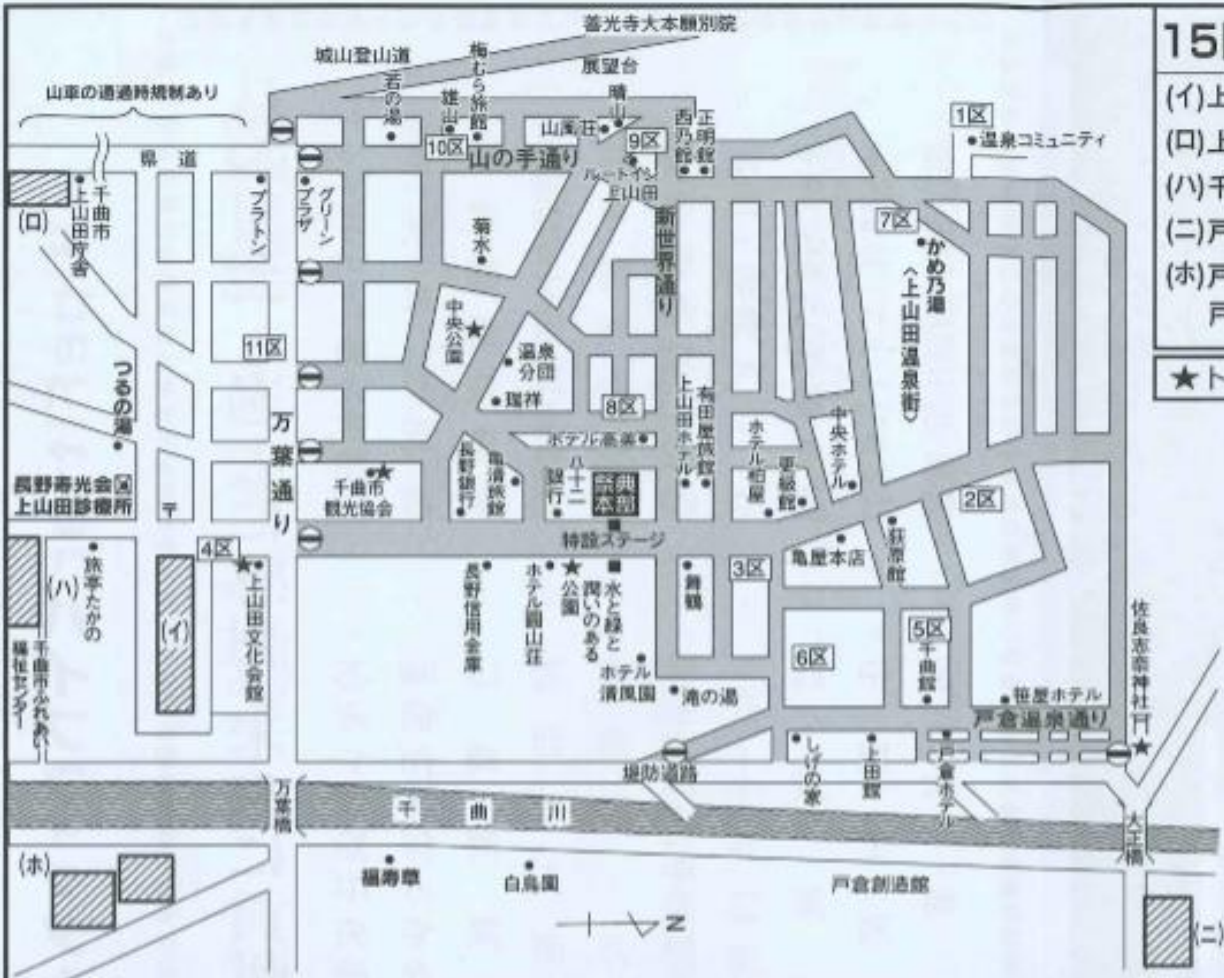 善光寺大本願別院
城山登山道
展望台
山車の通過時規制あり
県道
若の湯
雄山
梅むら旅館
晴山
山風荘
10区
山の手通り
9区
ルートイン
上山田
西乃館
正明館
1区
温泉コミュニティ
(ロ)
千曲市
上山田庁舎
プラトン
グリーン
プラザ
菊水
新世界通り
7区
かめ乃湯
〈上山田温泉街〉
中央公園
★
11区
温泉
分団
瑞祥
8区
つるの湯
万葉通り
ホテル高美
上山田ホテル
有田屋旅館
ホテル柏屋
更級館
中央ホテル
長野寿光会
上山田診療所
〒
★
千曲市
観光協会
長野銀行
亀清旅館
八十二
銀行
祭典
本部
2区
特設ステージ
荻原館
亀屋本店
3区
4区
★
上山田文化会館
(イ)
旅亭たかの
(ハ)
千曲市ふれあい
福祉センター
長野信用金庫
ホテル圓山荘
★
水と緑と
潤いのある
公園
舞鶴
5区
千曲館
6区
ホテル
清風園
滝の湯
笹屋ホテル
戸倉温泉通り
佐良志奈神社
★
しげの家
上田館
戸倉ホテル
堤防道路
万葉橋
千曲川
大正橋
(ホ)
福寿草
白鳥園
戸倉創造館
N
(ニ)
15
(イ)上
(ロ)上
(ハ)千
(ニ)戸
(ホ)戸
戸
★ト